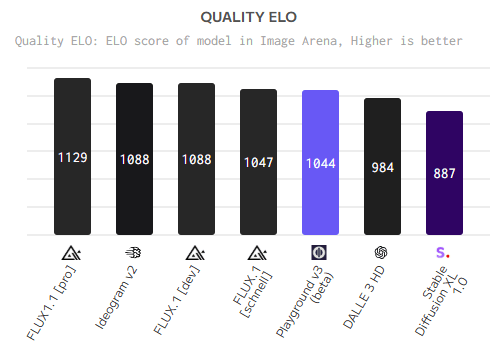 QUALITY ELO
Quality ELO: ELO score of model in Image Arena, Higher is better
1129
1088
1088
1047
1044
984
887
S.
FLUX1.1 [pro]
Ideogram v2
FLUX.1 [dev]
FLUX.1
[schnell]
Playground v3
(beta)
DALLE 3 HD
Stable
Diffusion XL
1.0